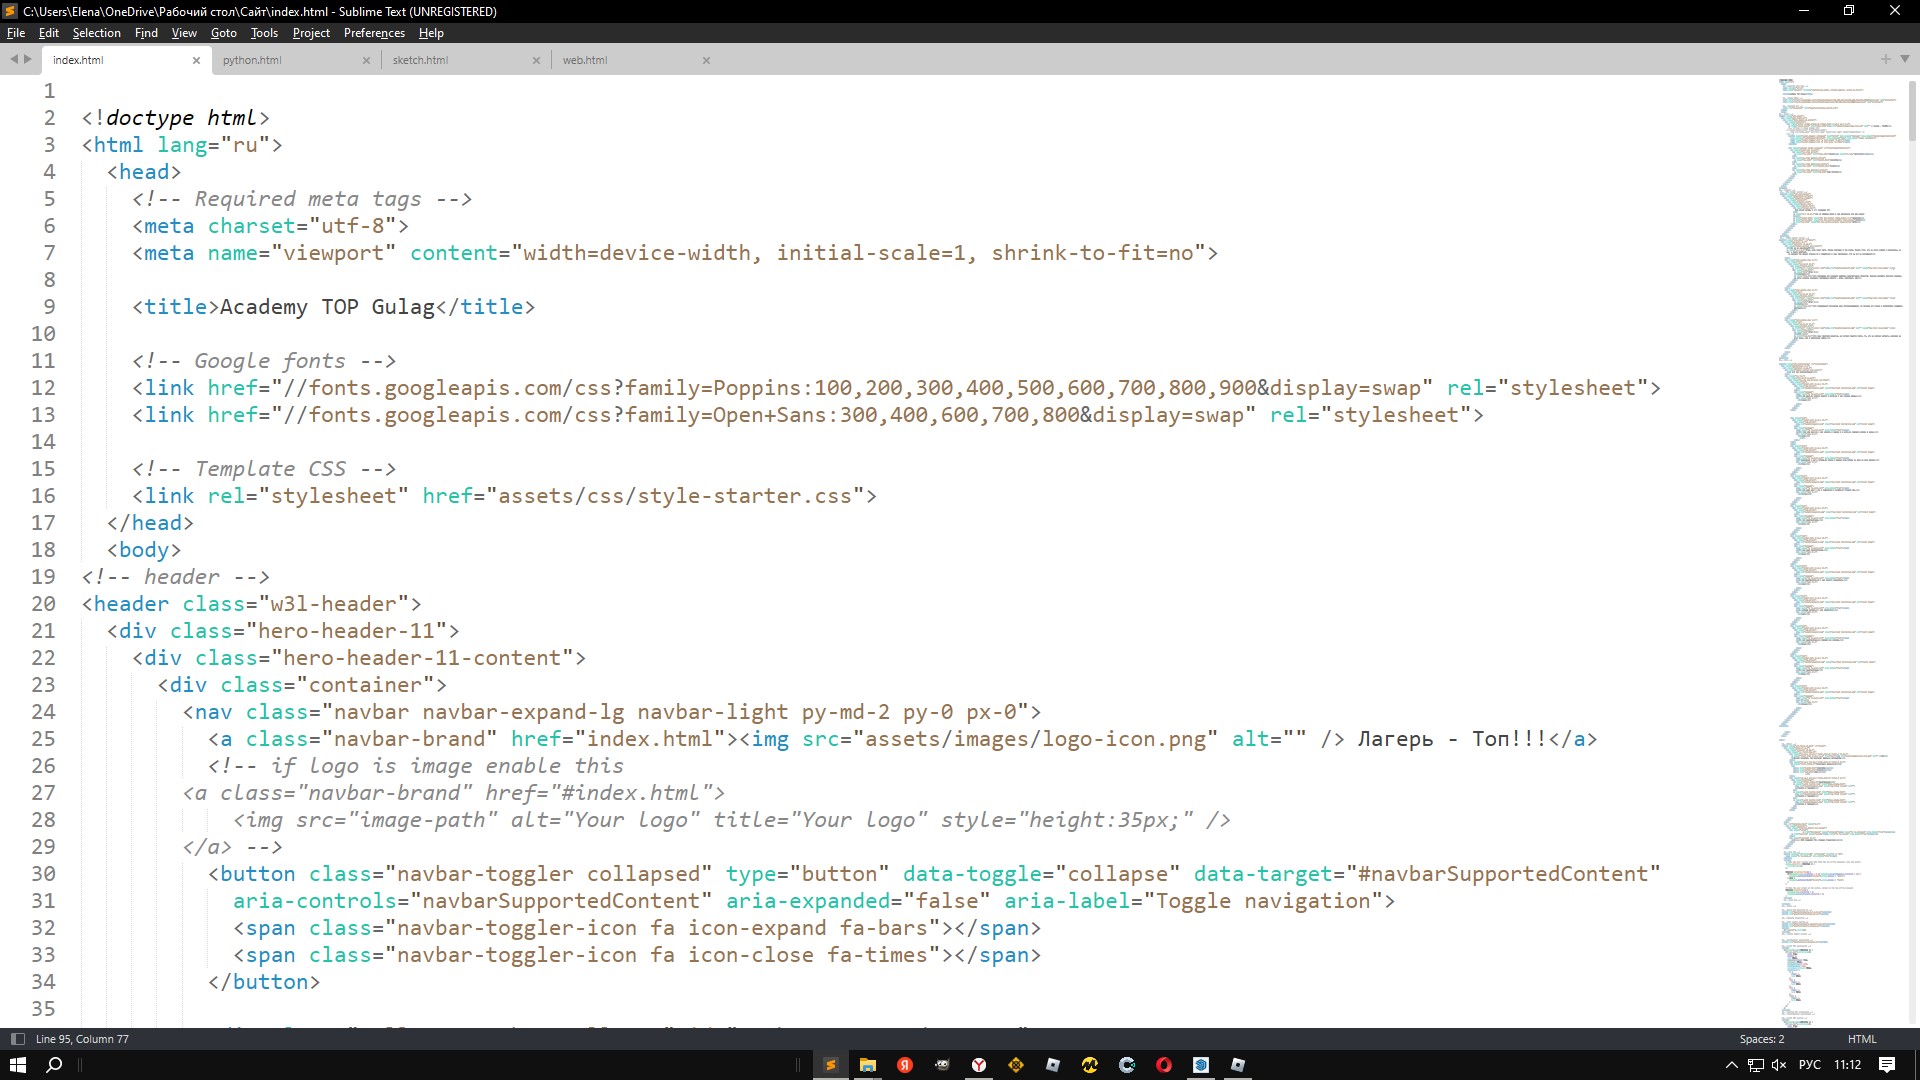 C:\Users\Elena\OneDrive\Рабочий стол\Сайт\index.html - Sublime Text (UNREGISTERED)
File Edit Selection Find View Goto Tools Project Preferences Help
index.html python.html sketch.html web.html
1
2 <!doctype html>
3 <html lang="ru">
4 <head>
5 <!-- Required meta tags -->
6 <meta charset="utf-8">
7 <meta name="viewport" content="width=device-width, initial-scale=1, shrink-to-fit=no">
8
9 <title>Academy TOP Gulag</title>
10
11 <!-- Google fonts -->
12 <link href="//fonts.googleapis.com/css?family=Poppins:100,200,300,400,500,600,700,800,900&display=swap" rel="stylesheet">
13 <link href="//fonts.googleapis.com/css?family=Open+Sans:300,400,600,700,800&display=swap" rel="stylesheet">
14
15 <!-- Template CSS -->
16 <link rel="stylesheet" href="assets/css/style-starter.css">
17 </head>
18 <body>
19 <!-- header -->
20 <header class="w3l-header">
21 <div class="hero-header-11">
22 <div class="hero-header-11-content">
23 <div class="container">
24 <nav class="navbar navbar-expand-lg navbar-light py-md-2 py-0 px-0">
25 <a class="navbar-brand" href="index.html"><img src="assets/images/logo-icon.png" alt="" /> Лагерь - Топ!!!</a>
26 <!-- if logo is image enable this
27 <a class="navbar-brand" href="#index.html">
28 <img src="image-path" alt="Your logo" title="Your logo" style="height:35px;" />
29 </a> -->
30 <button class="navbar-toggler collapsed" type="button" data-toggle="collapse" data-target="#navbarSupportedContent"
31 aria-controls="navbarSupportedContent" aria-expanded="false" aria-label="Toggle navigation">
32 <span class="navbar-toggler-icon fa icon-expand fa-bars"></span>
33 <span class="navbar-toggler-icon fa icon-close fa-times"></span>
34 </button>
35
Line 95, Column 77 Spaces: 2 HTML
РУС 11:12